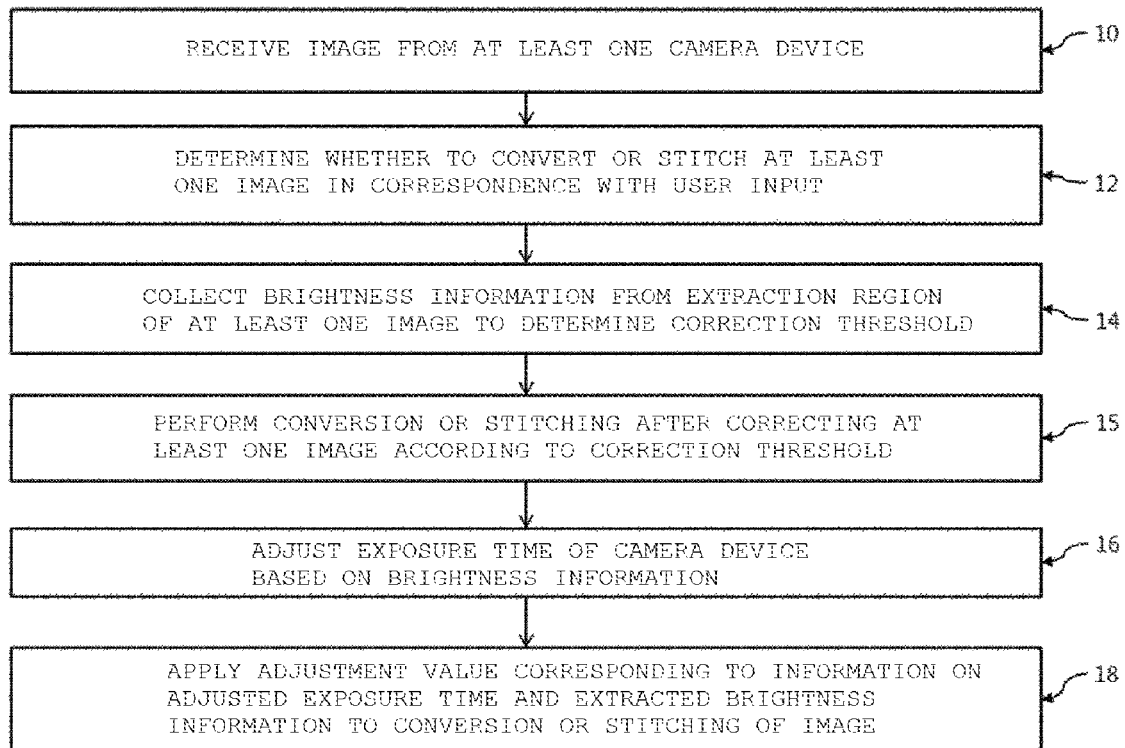 RECEIVE IMAGE FROM AT LEAST ONE CAMERA DEVICE
10
DETERMINE WHETHER TO CONVERT OR STITCH AT LEAST
ONE IMAGE IN CORRESPONDENCE WITH USER INPUT
12
COLLECT BRIGHTNESS INFORMATION FROM EXTRACTION REGION
OF AT LEAST ONE IMAGE TO DETERMINE CORRECTION THRESHOLD
14
PERFORM CONVERSION OR STITCHING AFTER CORRECTING AT
LEAST ONE IMAGE ACCORDING TO CORRECTION THRESHOLD
15
ADJUST EXPOSURE TIME OF CAMERA DEVICE
BASED ON BRIGHTNESS INFORMATION
16
APPLY ADJUSTMENT VALUE CORRESPONDING TO INFORMATION ON
ADJUSTED EXPOSURE TIME AND EXTRACTED BRIGHTNESS
INFORMATION TO CONVERSION OR STITCHING OF IMAGE
18